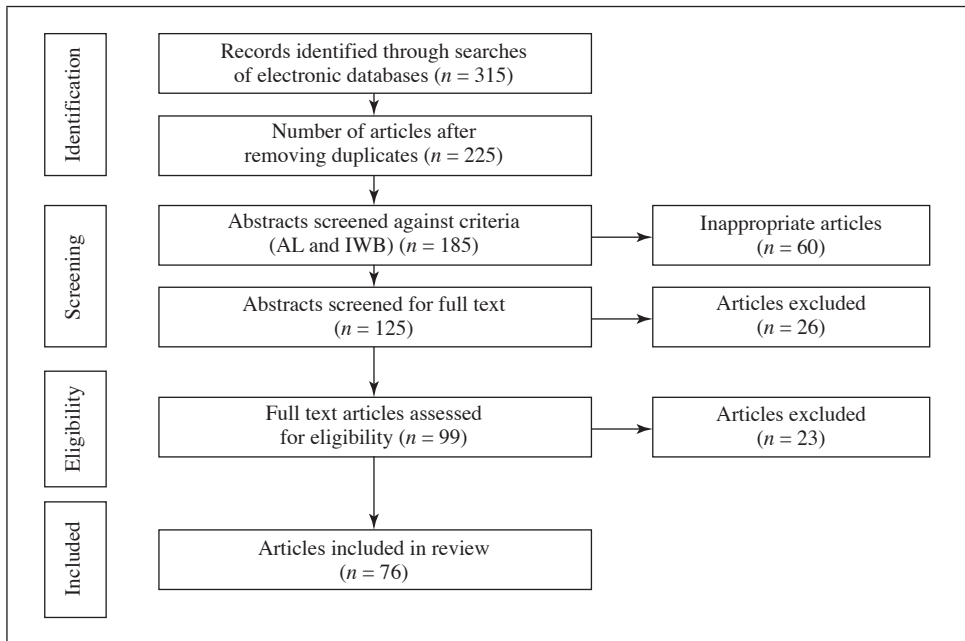 Identification
Records identified through searches
of electronic databases (n = 315)
Number of articles after
removing duplicates (n = 225)
Screening
Abstracts screened against criteria
(AL and IWB) (n = 185)
Inappropriate articles
(n = 60)
Abstracts screened for full text
(n = 125)
Articles excluded
(n = 26)
Eligibility
Full text articles assessed
for eligibility (n = 99)
Articles excluded
(n = 23)
Included
Articles included in review
(n = 76)